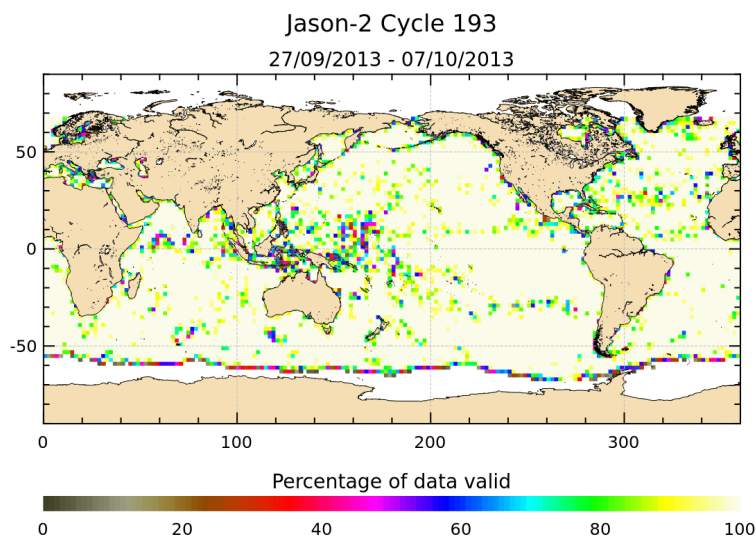 Jason-2 Cycle 193
27/09/2013 - 07/10/2013
50
0
-50
0 100 200 300
Percentage of data valid
0 20 40 60 80 100